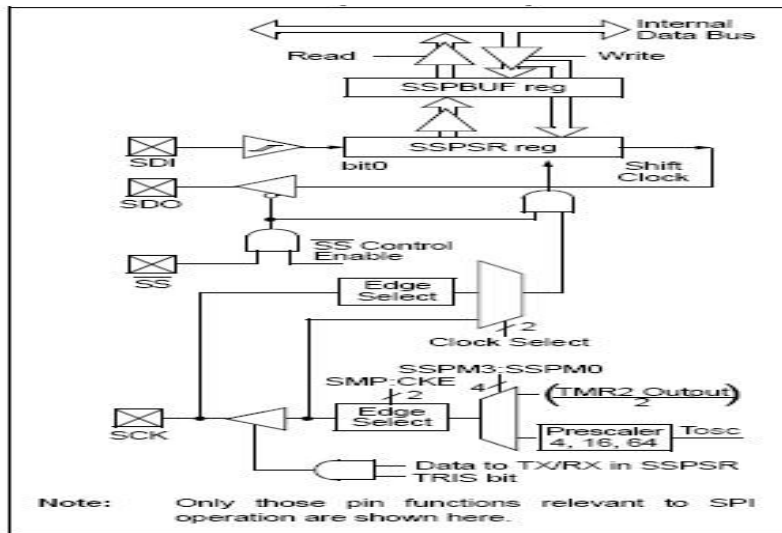 Internal
Data Bus
Read
Write
SSPBUF reg
SSPSR reg
SDI
bit0
Shift
Clock
SDO
SS Control
Enable
SS
Edge
Select
2
Clock Select
SSPM3:SSPM0
SMP:CKE
4
TMR2 Output
2
2
Edge
Select
SCK
Prescaler
4, 16, 64
Tosc
Data to TX/RX in SSPSR
TRIS bit
Note: Only those pin functions relevant to SPI
operation are shown here.